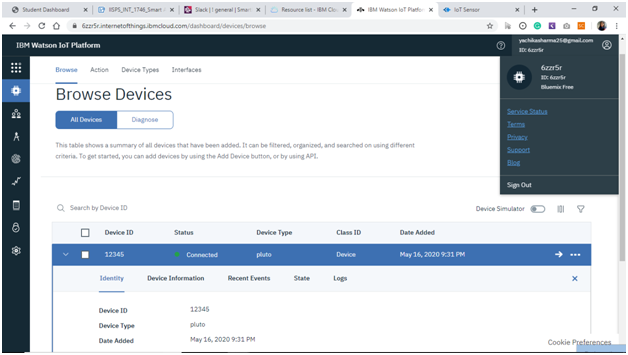 Student Dashboard
SISPS_INT_1746_Smart
Slack | 1 general | Smart
Resource list - IBM Clo
IBM Watson IoT Platfor
IoT Sensor
6zzr5r.internetofthings.ibmcloud.com/dashboard/devices/browse
IBM Watson IoT Platform
yachikasharma25@gmail.com
ID: 6zzr5r
Browse
Action
Device Types
Interfaces
6zzr5r
ID: 6zzr5r
Bluemix Free
Browse Devices
All Devices
Diagnose
Service Status
Terms
Privacy
Support
Blog
Sign Out
This table shows a summary of all devices that have been added. It can be filtered, organized, and searched on using different
criteria. To get started, you can add devices by using the Add Device button, or by using API.
Search by Device ID
Device Simulator
Device ID Status Device Type Class ID Date Added
12345 Connected pluto Device May 16, 2020 9:31 PM
Identity Device Information Recent Events State Logs
Device ID 12345
Device Type pluto
Date Added May 16, 2020 9:31 PM
Cookie Preferences